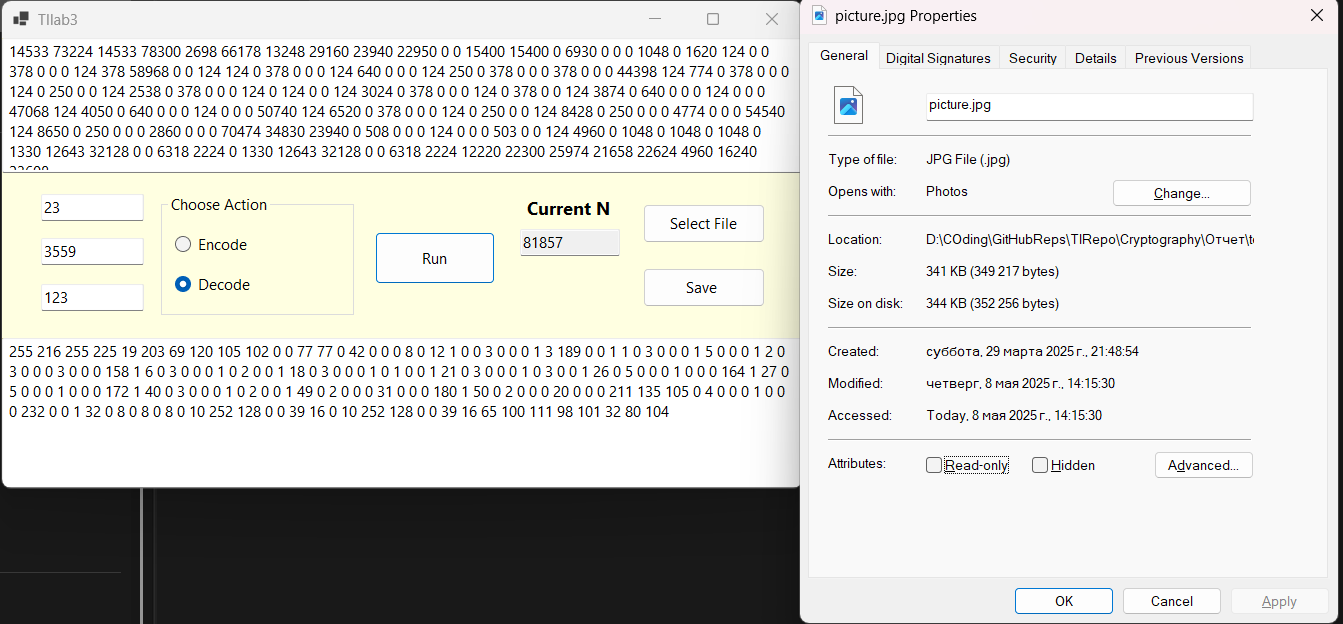 TIlab3
14533 73224 14533 78300 2698 66178 13248 29160 23940 22950 0 0 15400 15400 0 6930 0 0 0 1048 0 1620 124 0 0
378 0 0 0 124 378 58968 0 0 124 124 0 378 0 0 0 124 640 0 0 0 124 250 0 378 0 0 0 378 0 0 0 44398 124 774 0 378 0 0 0
124 0 250 0 0 124 2538 0 378 0 0 0 124 0 124 0 0 124 3024 0 378 0 0 0 124 0 378 0 0 124 3874 0 640 0 0 0 124 0 0 0
47068 124 4050 0 640 0 0 0 124 0 0 0 50740 124 6520 0 378 0 0 0 124 0 250 0 0 124 8428 0 250 0 0 0 4774 0 0 0 54540
124 8650 0 250 0 0 0 2860 0 0 0 70474 34830 23940 0 508 0 0 0 124 0 0 0 503 0 0 124 4960 0 1048 0 1048 0 1048 0
1330 12643 32128 0 0 6318 2224 0 1330 12643 32128 0 0 6318 2224 12220 22300 25974 21658 22624 4960 16240
23
3559
123
Choose Action
Encode
Decode
Run
Current N
81857
Select File
Save
255 216 255 225 19 203 69 120 105 102 0 0 77 77 0 42 0 0 0 8 0 12 1 0 0 3 0 0 0 1 3 189 0 0 1 1 0 3 0 0 0 1 5 0 0 0 1 2 0
3 0 0 0 3 0 0 0 158 1 6 0 3 0 0 0 1 0 2 0 0 1 18 0 3 0 0 0 1 0 1 0 0 1 21 0 3 0 0 0 1 0 3 0 0 1 26 0 5 0 0 0 1 0 0 0 164 1 27 0
5 0 0 0 1 0 0 0 172 1 40 0 3 0 0 0 1 0 2 0 0 1 49 0 2 0 0 0 31 0 0 0 180 1 50 0 2 0 0 0 20 0 0 0 211 135 105 0 4 0 0 0 1 0 0
0 232 0 0 1 32 0 8 0 8 0 8 0 10 252 128 0 0 39 16 0 10 252 128 0 0 39 16 65 100 111 98 101 32 80 104
picture.jpg Properties
General
Digital Signatures
Security
Details
Previous Versions
picture.jpg
Type of file:
JPG File (.jpg)
Opens with:
Photos
Change...
Location:
D:\COding\GitHubReps\TIRepo\Cryptography\Отчет\te
Size:
341 KB (349 217 bytes)
Size on disk:
344 KB (352 256 bytes)
Created:
суббота, 29 марта 2025 г., 21:48:54
Modified:
четверг, 8 мая 2025 г., 14:15:30
Accessed:
Today, 8 мая 2025 г., 14:15:30
Attributes:
Read-only
Hidden
Advanced...
OK
Cancel
Apply